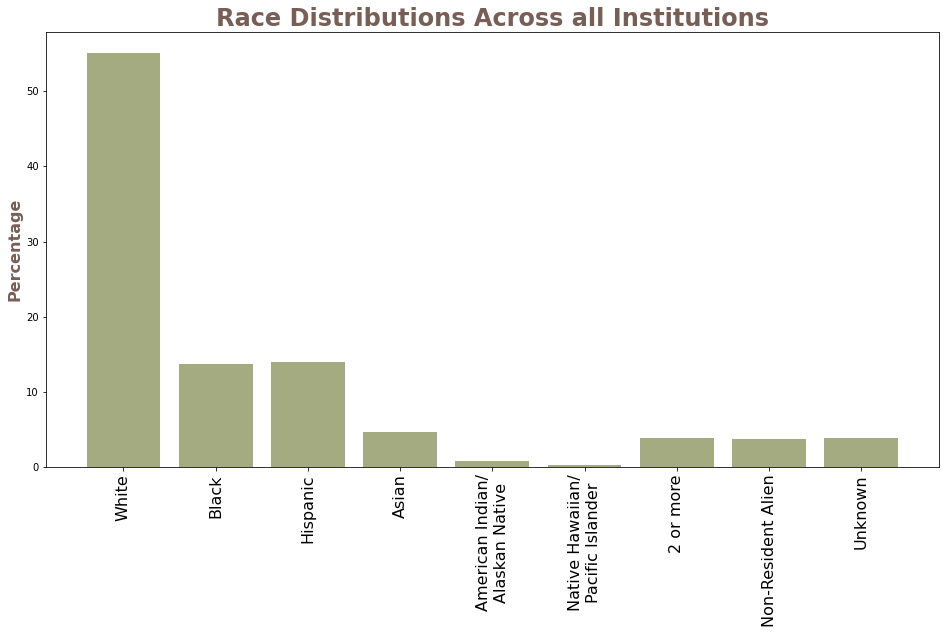 Race Distributions Across all Institutions
Percentage
50
40
30
20
10
0
White
Black
Hispanic
Asian
American Indian/
Alaskan Native
Native Hawaiian/
Pacific Islander
2 or more
Non-Resident Alien
Unknown